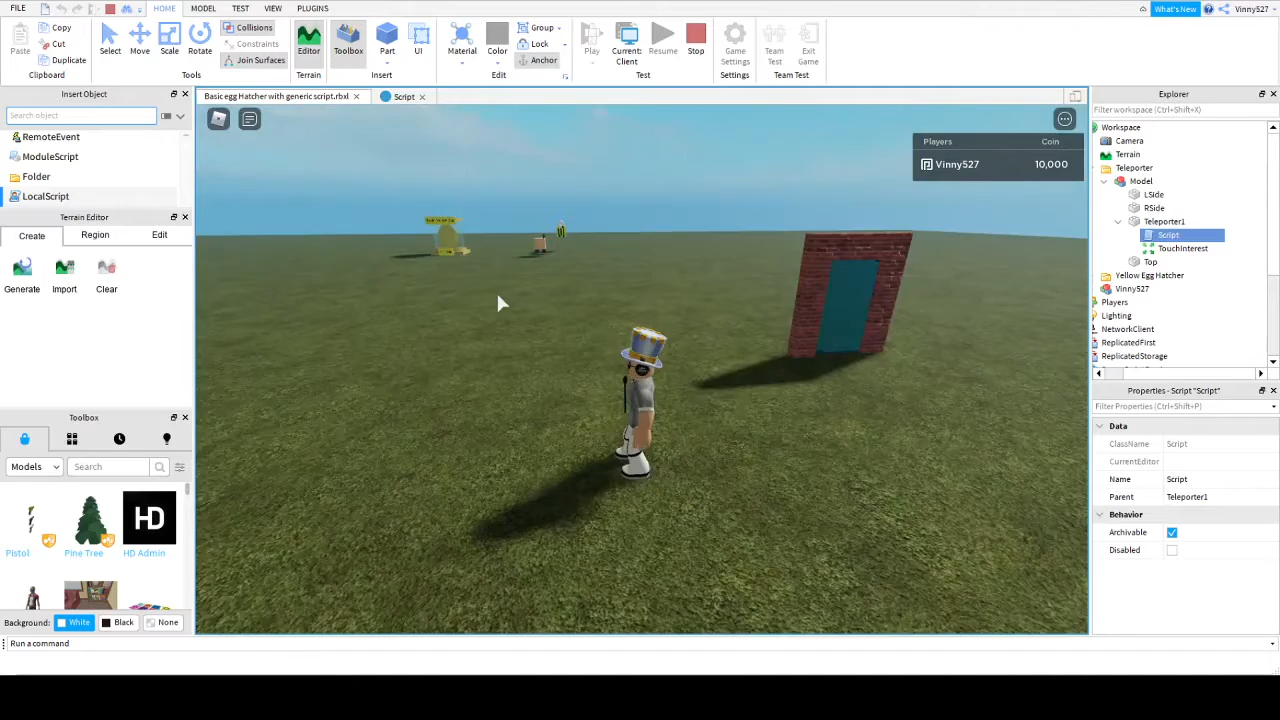 FILE HOME MODEL TEST VIEW PLUGINS What's New Vinny527
Paste Copy Cut Duplicate Clipboard
Select Move Scale Rotate Tools
Collisions Constraints Join Surfaces
Editor Terrain
Toolbox Part UI Insert
Material Color Group Lock Anchor Edit
Play Current: Client Resume Stop Test
Game Settings Settings
Team Test Exit Game Team Test
Insert Object
Search object
RemoteEvent
ModuleScript
Folder
LocalScript
Terrain Editor
Create Region Edit
Generate Import Clear
Toolbox
Models Search
Pistol Pine Tree HD Admin
HD
Background: White Black None
Run a command
Basic egg Hatcher with generic script.rbxl Script
Players Coin
Vinny527 10,000
Explorer
Filter workspace (Ctrl+Shift+X)
Workspace
Camera
Terrain
Teleporter
Model
LSide
RSide
Teleporter1
Script
TouchInterest
Top
Yellow Egg Hatcher
Vinny527
Players
Lighting
NetworkClient
ReplicatedFirst
ReplicatedStorage
Properties - Script "Script"
Filter Properties (Ctrl+Shift+P)
Data
ClassName Script
CurrentEditor
Name Script
Parent Teleporter1
Behavior
Archivable
Disabled